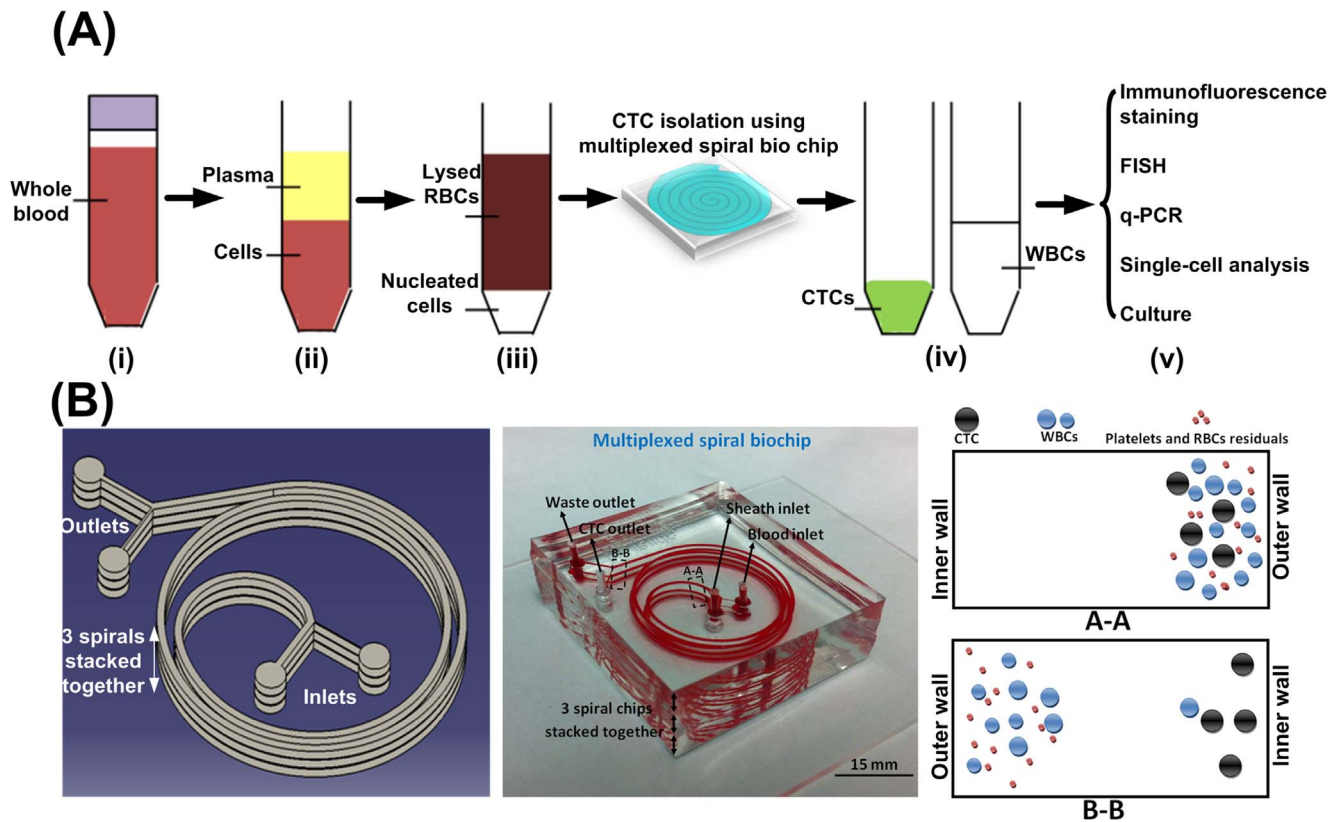 (A)
Whole
blood
(i)
Plasma
Cells
(ii)
Lysed
RBCs
Nucleated
cells
(iii)
CTC isolation using
multiplexed spiral bio chip
CTCs
WBCs
(iv)
Immunofluorescence
staining
FISH
q-PCR
Single-cell analysis
Culture
(v)
(B)
Outlets
3 spirals
stacked
together
Inlets
Multiplexed spiral biochip
Waste outlet
CTC outlet
Sheath inlet
Blood inlet
B-B
A-A
3 spiral chips
stacked together
15 mm
CTC
WBCs
Platelets and RBCs residuals
Inner wall
Outer wall
A-A
Outer wall
Inner wall
B-B